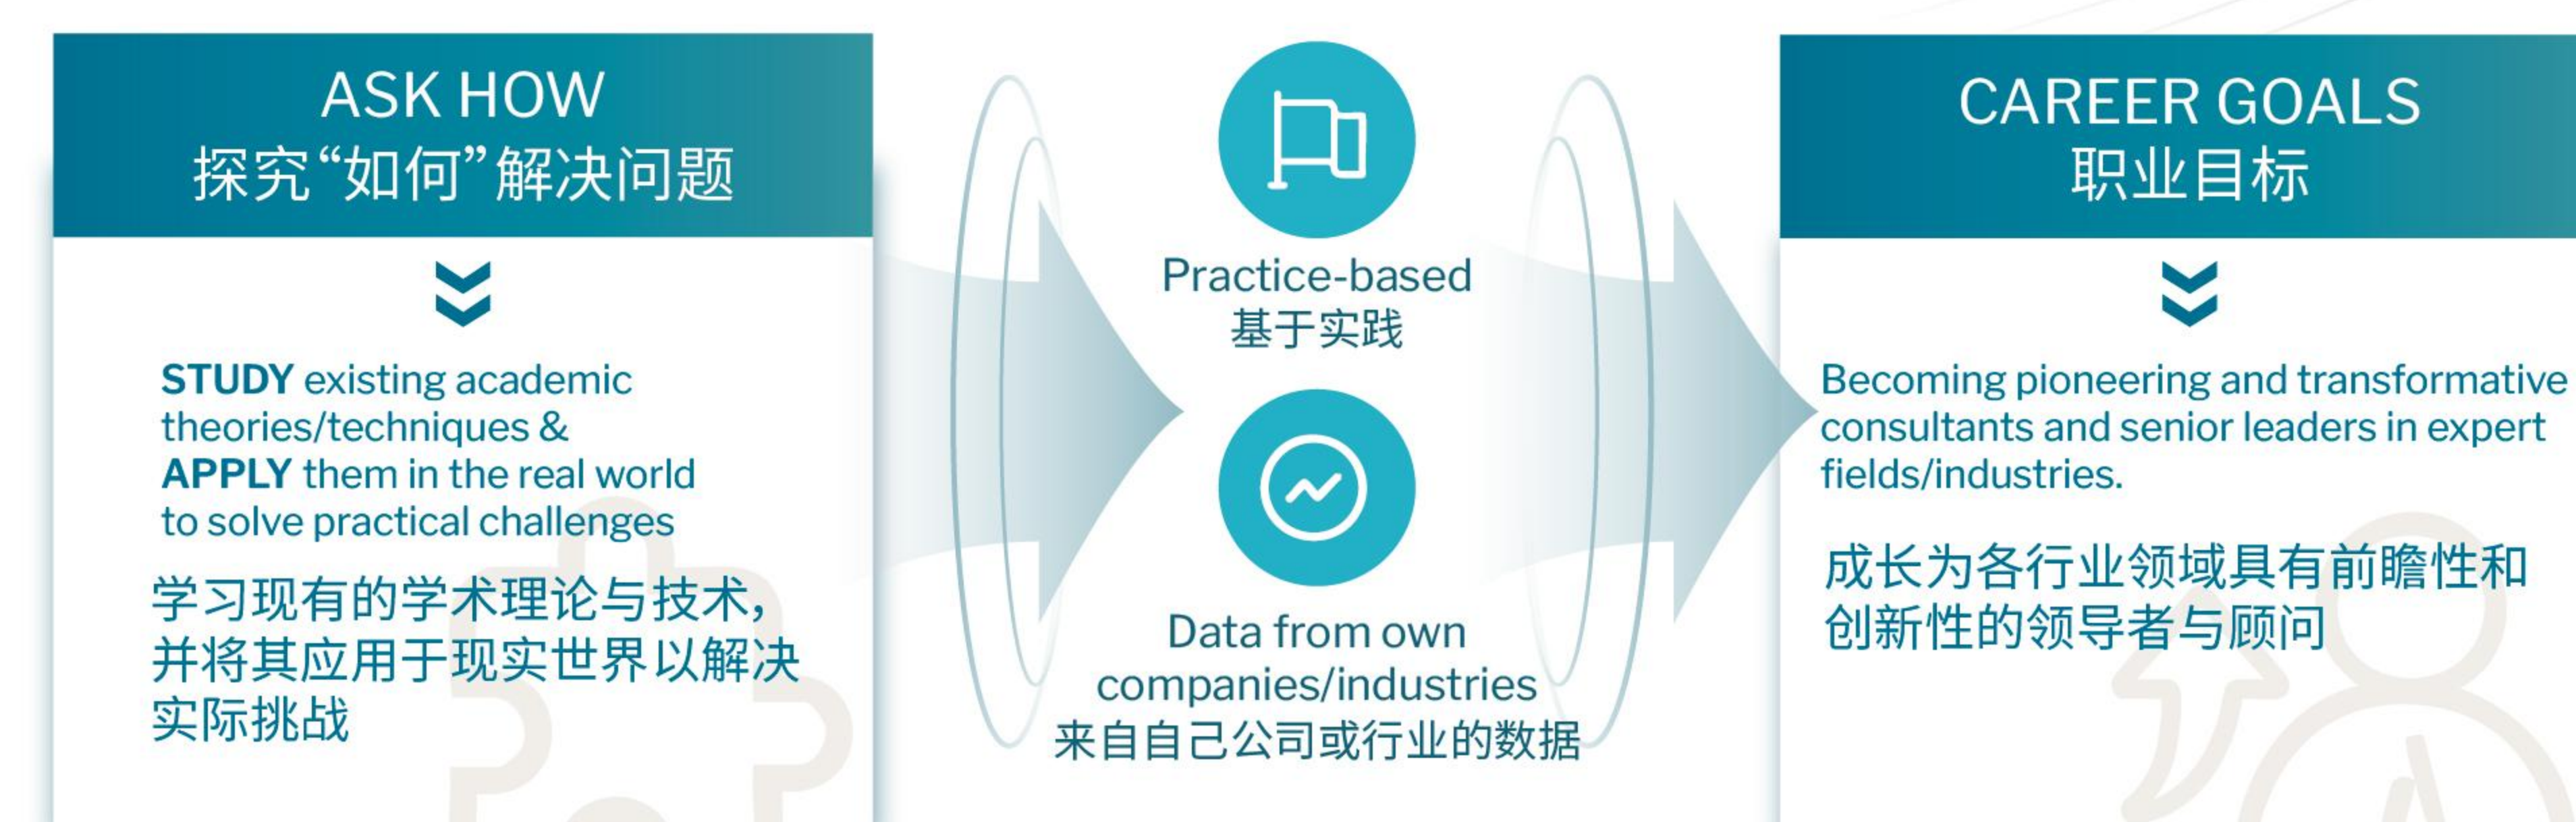 ASK HOW
探究“如何”解决问题
STUDY existing academic
theories/techniques &
APPLY them in the real world
to solve practical challenges
学习现有的学术理论与技术，
并将其应用于现实世界以解决
实际挑战
Practice-based
基于实践
Data from own
companies/industries
来自自己公司或行业的数据
CAREER GOALS
职业目标
Becoming pioneering and transformative
consultants and senior leaders in expert
fields/industries.
成长为各行业领域具有前瞻性和
创新性的领导者与顾问